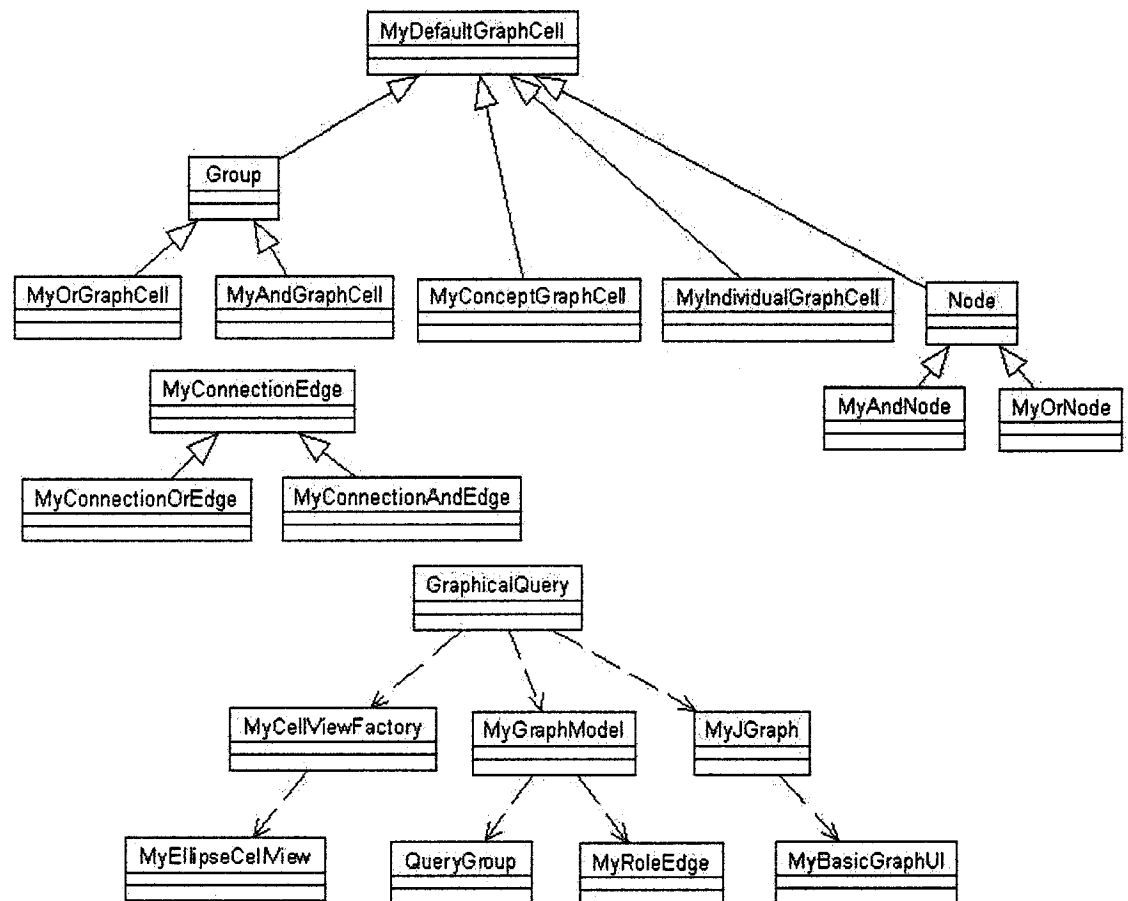 MyDefaultGraphCell
Group
MyOrGraphCell
MyAndGraphCell
MyConceptGraphCell
MyIndividualGraphCell
Node
MyAndNode
MyOrNode
MyConnectionEdge
MyConnectionOrEdge
MyConnectionAndEdge
GraphicalQuery
MyCellViewFactory
MyGraphModel
MyJGraph
MyEllipseCellView
QueryGroup
MyRoleEdge
MyBasicGraphUI